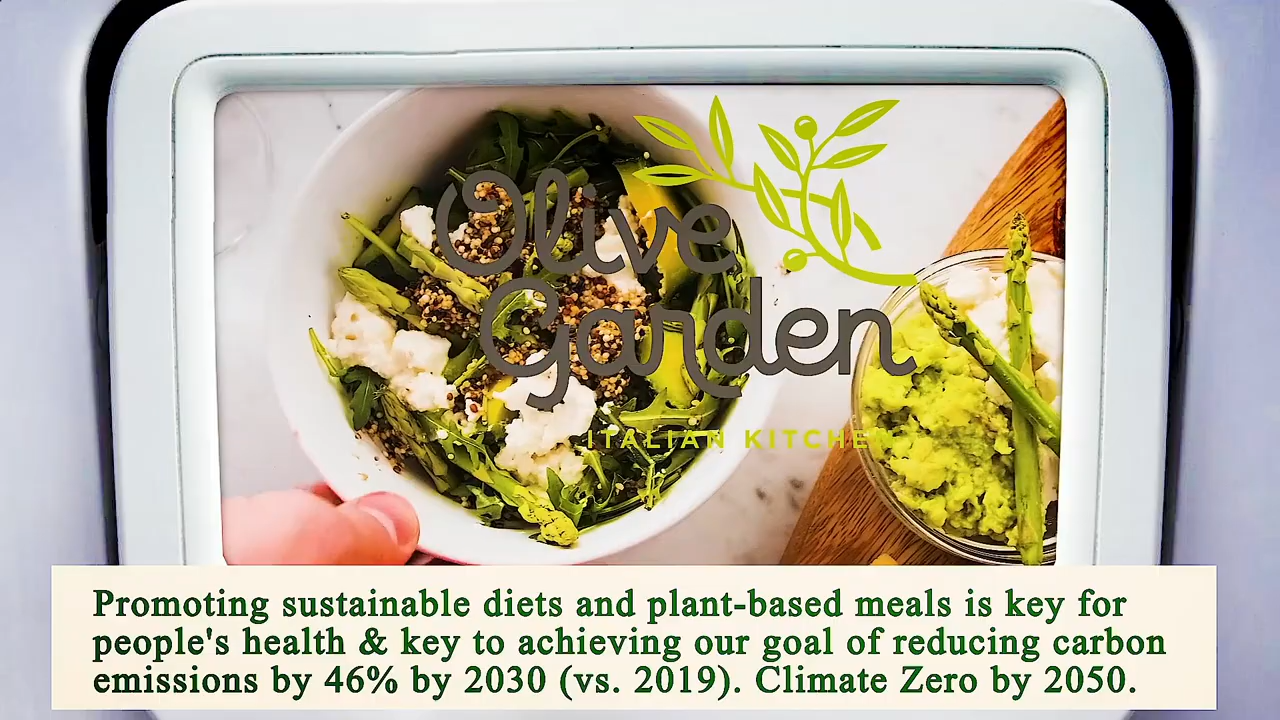 Olive
Garden
ITALIAN KITCHEN
Promoting sustainable diets and plant-based meals is key for
people's health & key to achieving our goal of reducing carbon
emissions by 46% by 2030 (vs. 2019). Climate Zero by 2050.